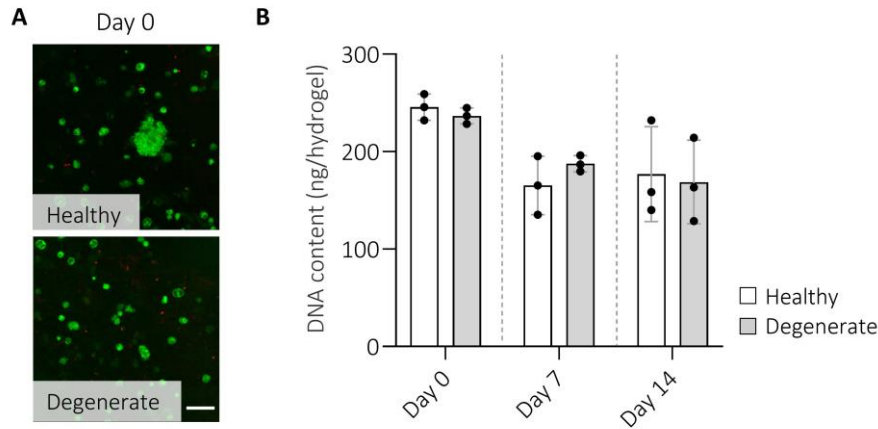 A
Day 0
Healthy
Degenerate
B
DNA content (ng/hydrogel)
300
200
100
0
Day 0
Day 7
Day 14
Healthy
Degenerate